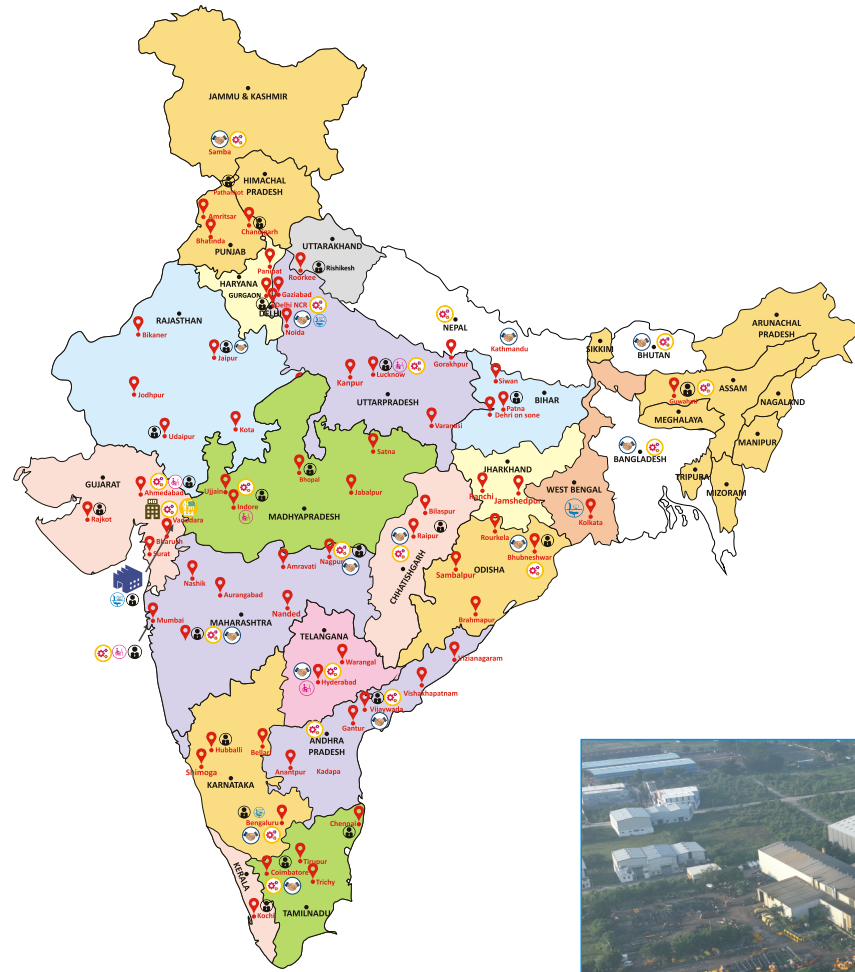 JAMMU & KASHMIR
Samba
HIMACHAL
PRADESH
Pathankot
Amritsar
Chandigarh
Bhatinda
PUNJAB
UTTARAKHAND
Panipat
Roorkee
Rishikesh
HARYANA
GURGAON
Gaziabad
Delhi NCR
DELHI
Noida
RAJASTHAN
Bikaner
Jaipur
Jodhpur
Udaipur
Kota
NEPAL
Kathmandu
Gorakhpur
Lucknow
Kanpur
UTTARPRADESH
Varanasi
Siwan
BIHAR
Patna
Dehri on sone
SIKKIM
BHUTAN
ARUNACHAL
PRADESH
ASSAM
Guwahati
NAGALAND
MEGHALAYA
MANIPUR
BANGLADESH
TRIPURA
MIZORAM
GUJARAT
Ahmedabad
Rajkot
Vadodara
Bharush
Surat
Satna
Bhopal
Ujjain
Indore
Jabalpur
MADHYAPRADESH
JHARKHAND
Ranchi
Jamshedpur
WEST BENGAL
Kolkata
Bilaspur
Raipur
CHHATISHGARH
Rourkela
Bhubneshwar
Sambalpur
ODISHA
Brahmapur
Nagpur
Amravati
Nashik
Aurangabad
Nanded
Mumbai
MAHARASHTRA
TELANGANA
Warangal
Hyderabad
Vizianagaram
Vishakhapatnam
Vijaywada
Gantur
ANDHRA
PRADESH
Anantpur
Kadapa
Hubballi
Bellari
Shimoga
KARNATAKA
Bengaluru
Chennai
Tirupur
Coimbatore
Trichy
KERALA
TAMILNADU
Kochi